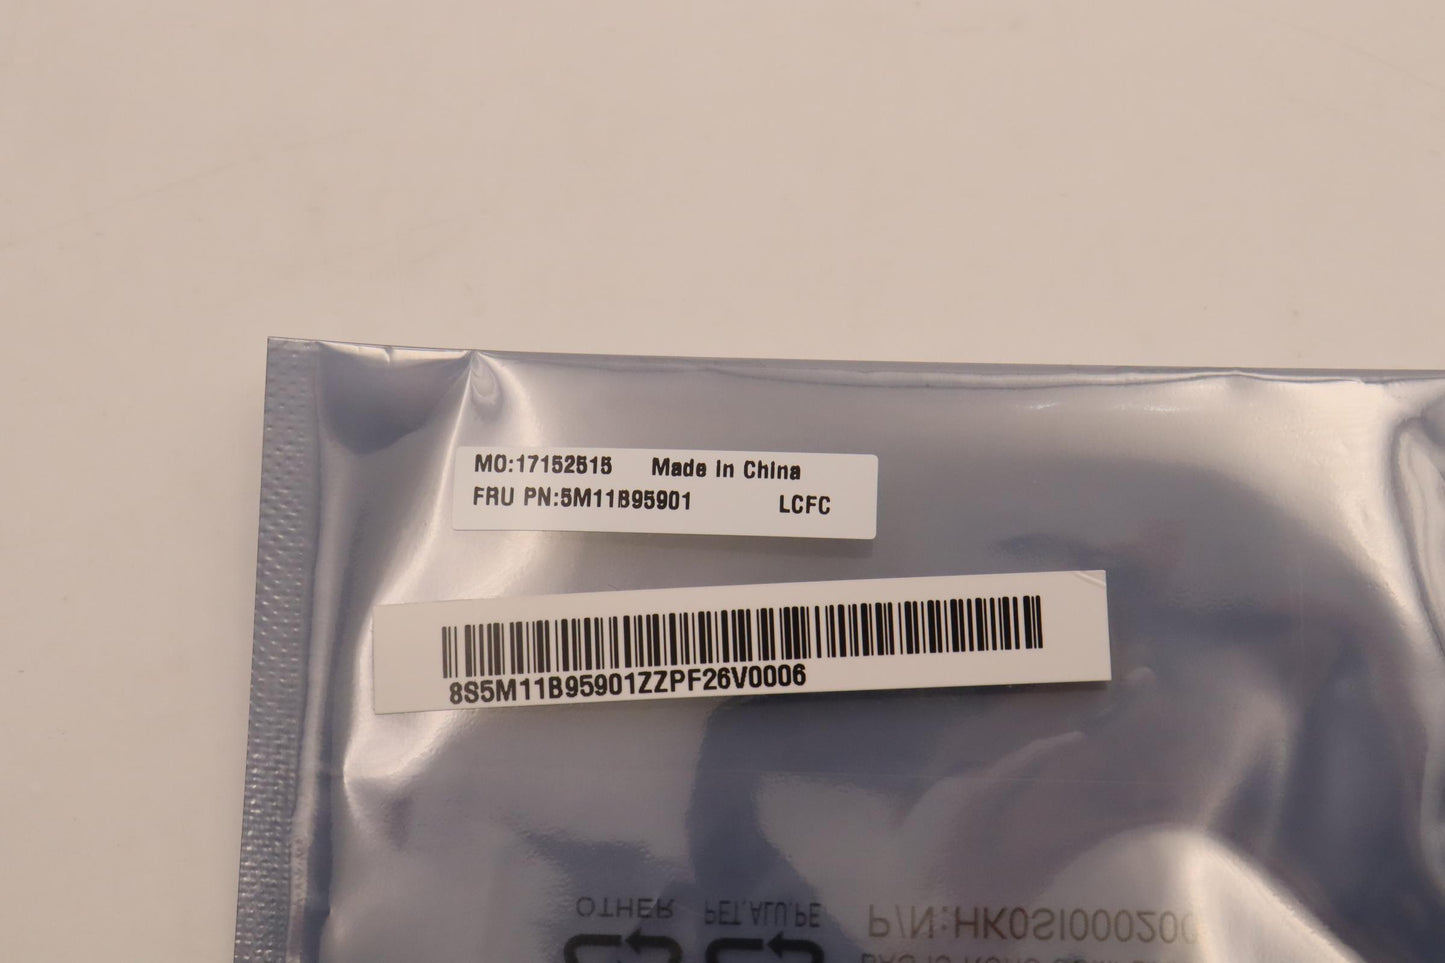 MO:17152515 Made In China
FRU PN:5M11B95901 LCFC
8S5M11B95901ZZPF26V0006
OTHER PET,ALU,PE P/N:HK0SI000200